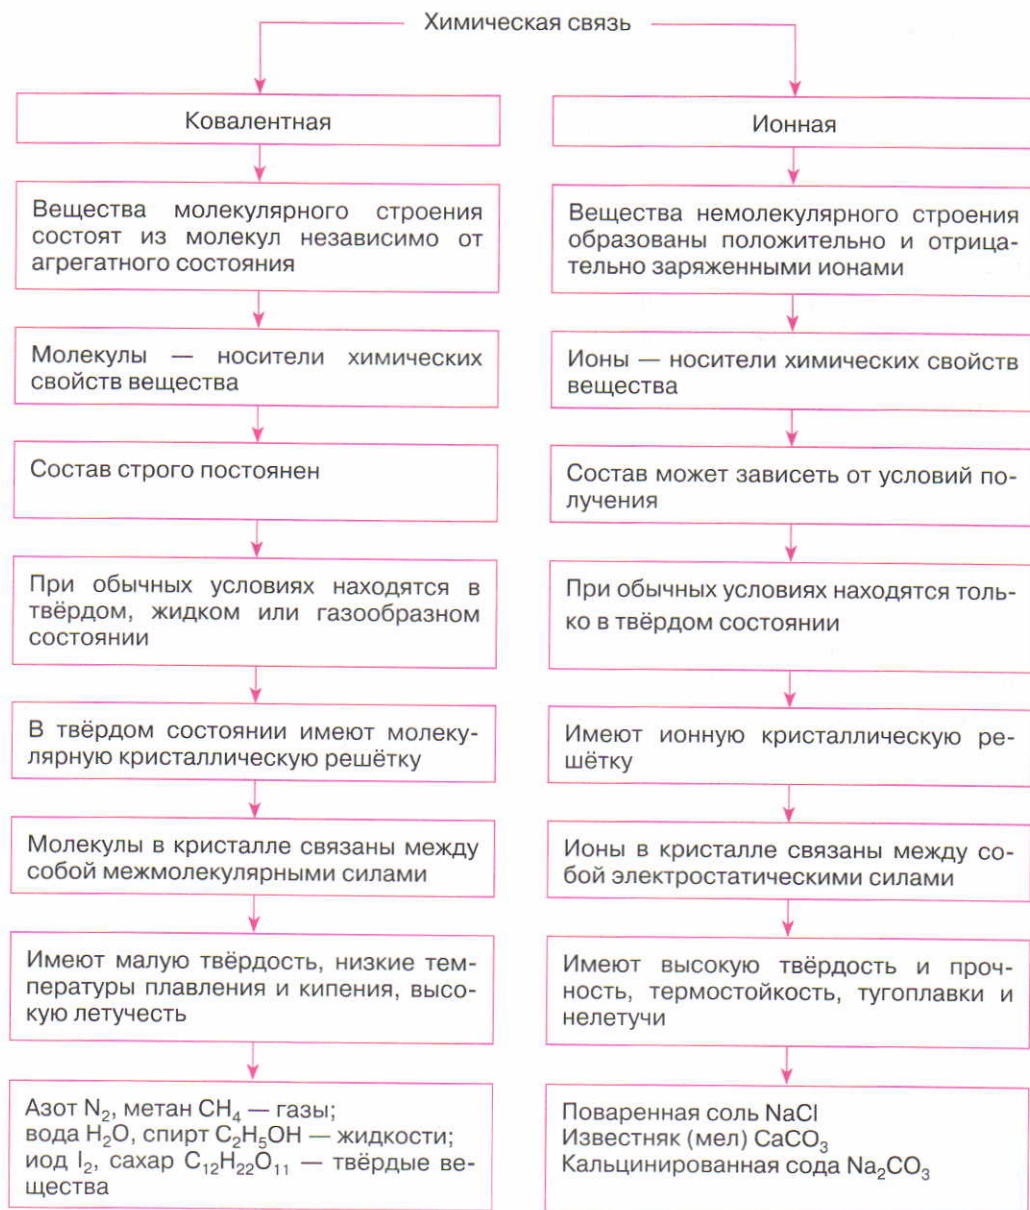 Химическая связь
Ковалентная
Вещества молекулярного строения
состоят из молекул независимо от
агрегатного состояния
Молекулы — носители химических
свойств вещества
Состав строго постоянен
При обычных условиях находятся в
твёрдом, жидком или газообразном
состоянии
В твёрдом состоянии имеют молеку-
лярную кристаллическую решётку
Молекулы в кристалле связаны между
собой межмолекулярными силами
Имеют малую твёрдость, низкие тем-
пературы плавления и кипения, высо-
кую летучесть
Азот N₂, метан CH₄ — газы;
вода H₂O, спирт C₂H₅OH — жидкости;
иод I₂, сахар C₁₂H₂₂O₁₁ — твёрдые ве-
щества
Ионная
Вещества немолекулярного строения
образованы положительно и отрица-
тельно заряженными ионами
Ионы — носители химических свойств
вещества
Состав может зависеть от условий по-
лучения
При обычных условиях находятся толь-
ко в твёрдом состоянии
Имеют ионную кристаллическую ре-
шётку
Ионы в кристалле связаны между со-
бой электростатическими силами
Имеют высокую твёрдость и проч-
ность, термостойкость, тугоплавки и
нелетучи
Поваренная соль NaCl
Известняк (мел) CaCO₃
Кальцинированная сода Na₂CO₃